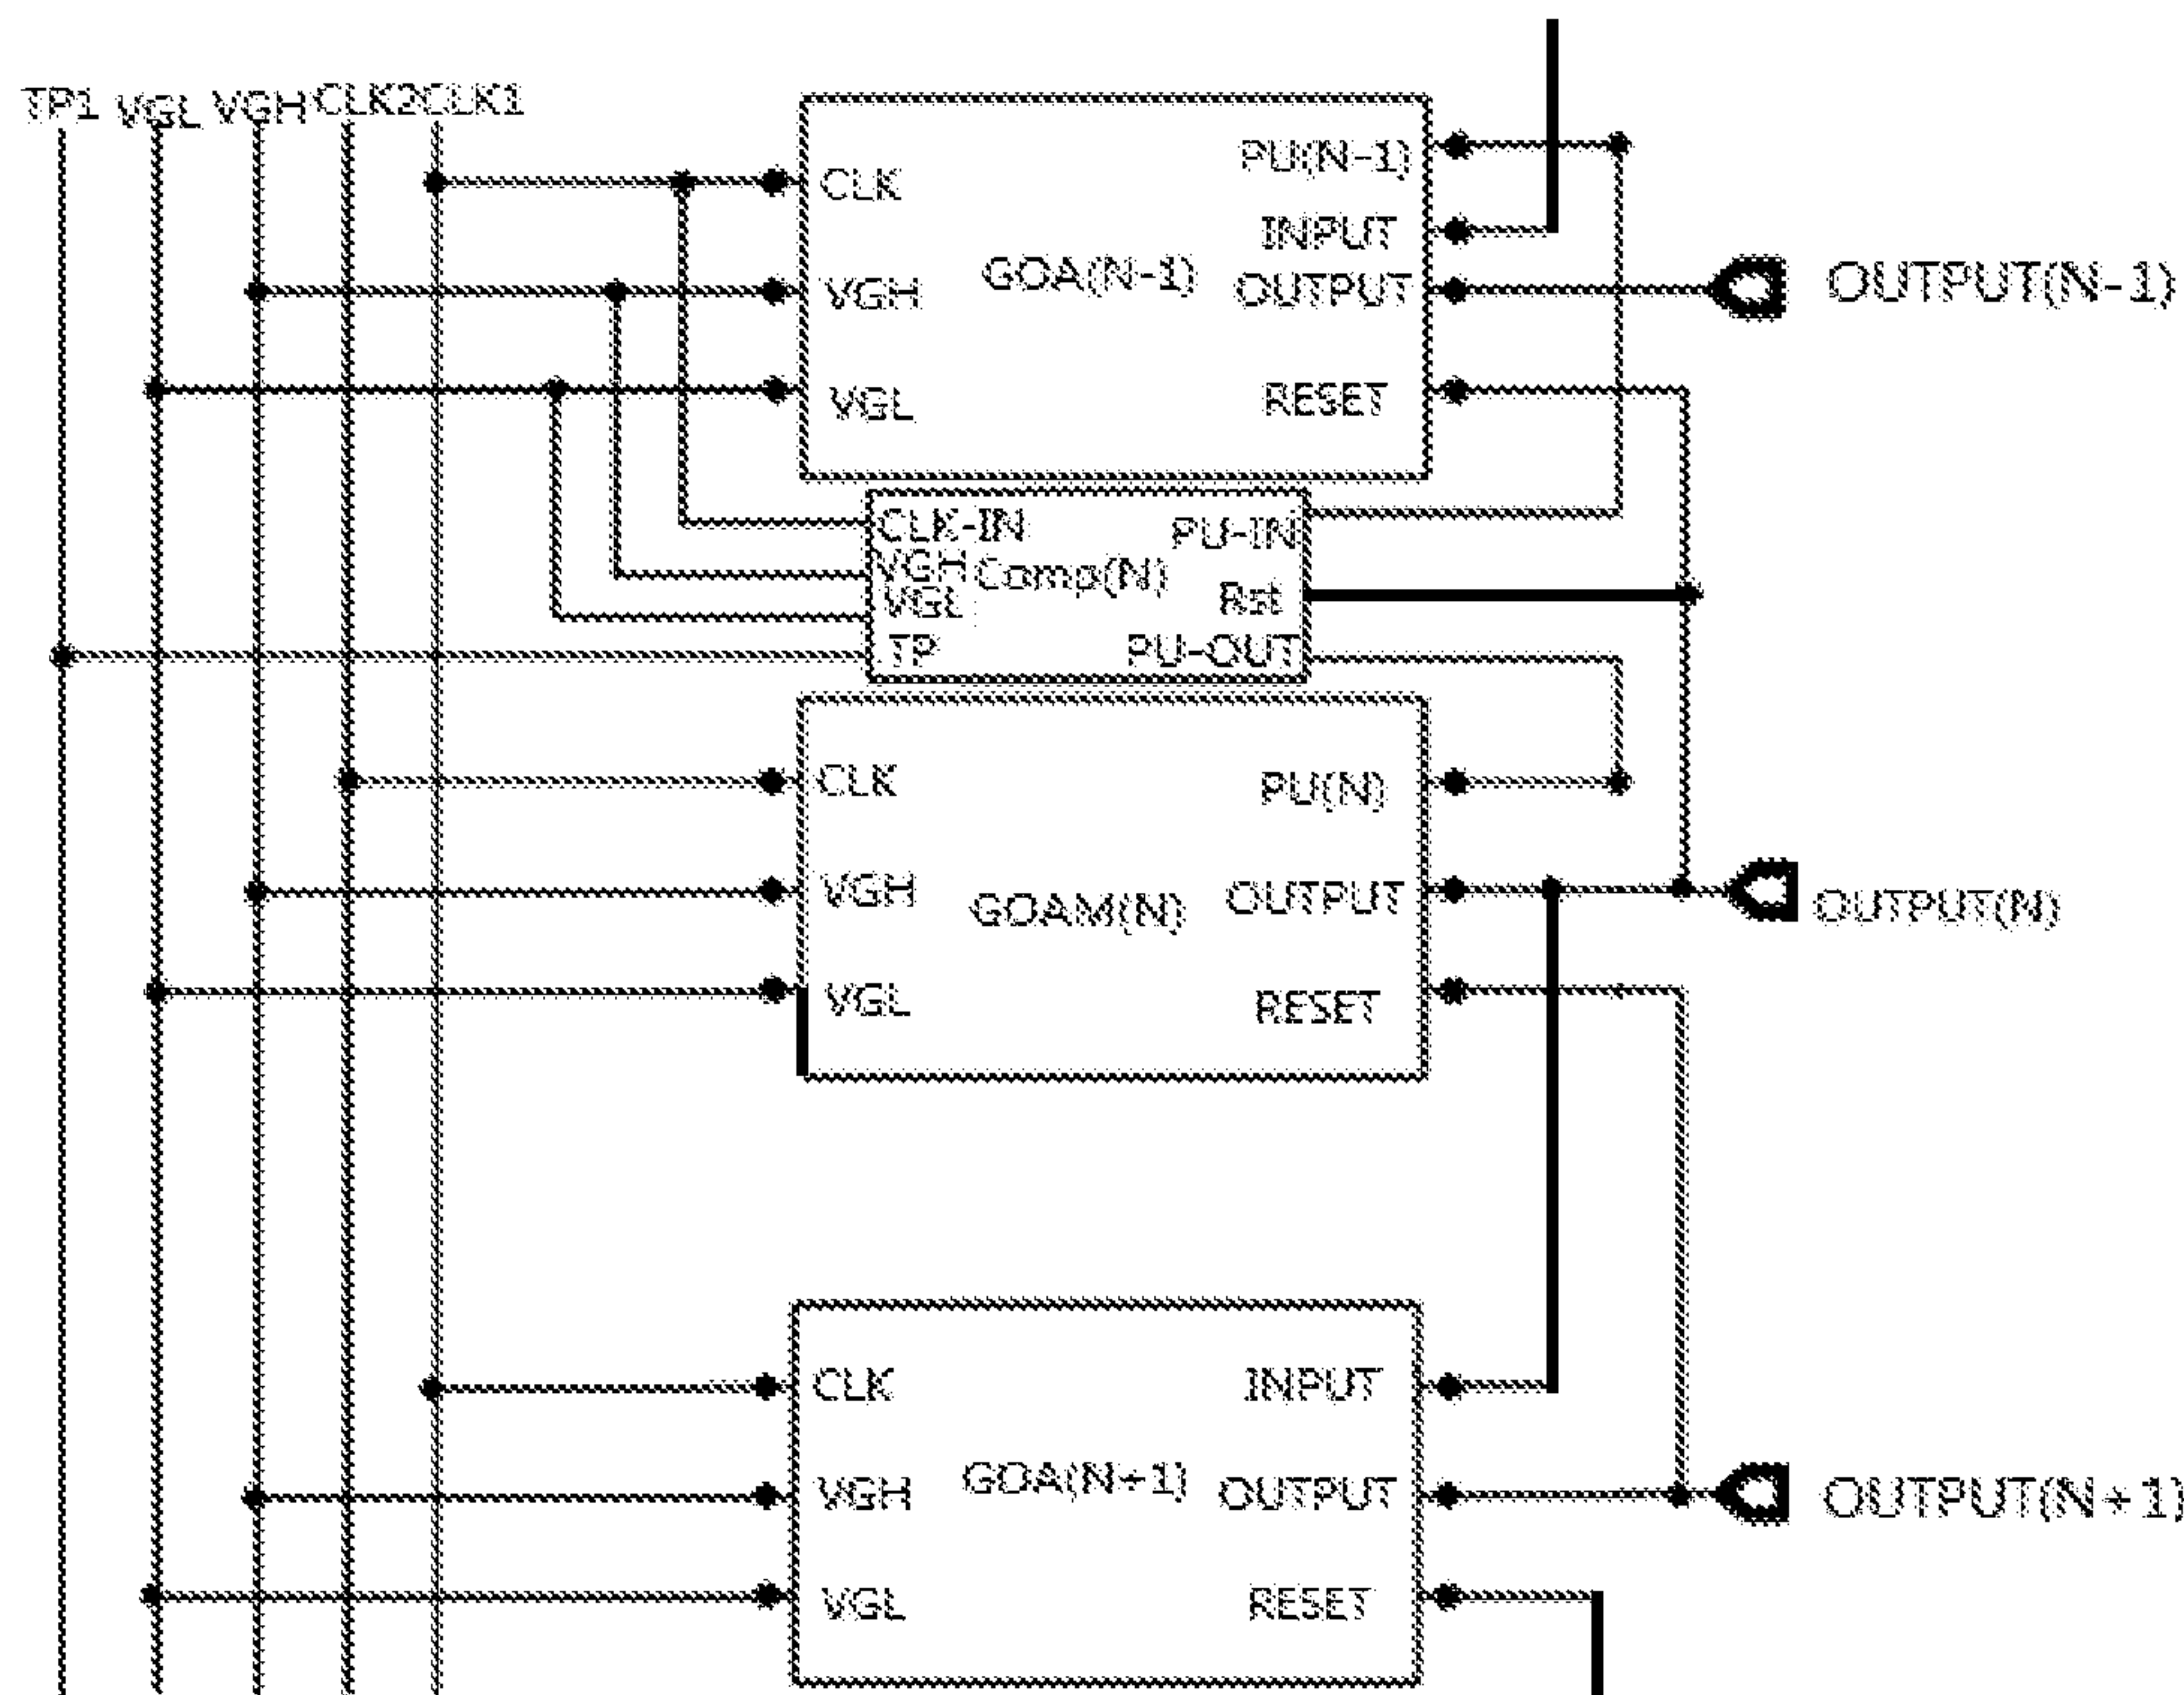 TP1 VGL VGH CLK2 CLK1
PU(N-1)
CLK
INPUT
GOA(N-1)
VGH
OUTPUT
OUTPUT(N-1)
VGL
RESET
CLK-IN
PU-IN
VGH
Comp(N)
VGL
Rst
TP
PU-OUT
CLK
PU(N)
VGH
GOAM(N)
OUTPUT
OUTPUT(N)
VGL
RESET
CLK
INPUT
VGH
GOA(N+1)
OUTPUT
OUTPUT(N+1)
VGL
RESET